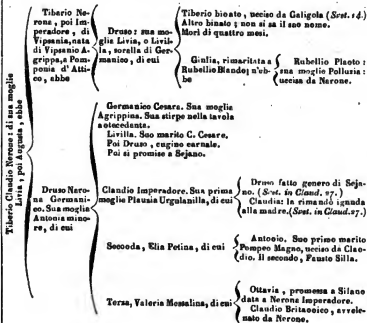 Tiberio Claudio Nerone: di sua moglie
Livia, poi Augusta, ebbe
Tiberio Ne-
rone, poi Im-
peradore, di
Vipsania, nata
di Vipsanio A-
grippa, e Pom-
ponia d'Atti-
co, ebbe
Druso: sua mo-
glie Livia, o Livil-
la, sorella di Ger-
manico, di cui
Tiberio binato, ucciso da Galigola (Svet. 14.)
Altro binato; non si sa il suo nome.
Morì di quattro mesi.
Giulia, rimaritata a
Rubellio Blando; n'eb-
be
Rubellio Plauto:
sua moglie Polluzia:
uccisa da Nerone.
Druso Nero-
ne Germani-
co. Sua moglie
Antonia mino-
re, di cui
Germanico Cesare. Sua moglie
Agrippina. Sua stirpe nella tavola
antecedente.
Livilla. Suo marito C. Cesare.
Poi Druso, cugino carnale.
Poi si promise a Sejano.
Claudio Imperadore. Sua prima
moglie Plauzia Urgulanilla, di cui
Druso fatto genero di Seja-
no. (Svet. in Claud. 27.)
Claudia: la rimandò ignuda
alla madre. (Svet. in Claud. 27.)
Seconda, Elia Petina, di cui
Antonio. Suo primo marito
Pompeo Magno, ucciso da Clau-
dio. Il secondo, Fausto Silla.
Terza, Valeria Messalina, di cui
Ottavia, promessa a Silano
data a Nerone Imperadore.
Claudio Britannico, avvele-
nato da Nerone.